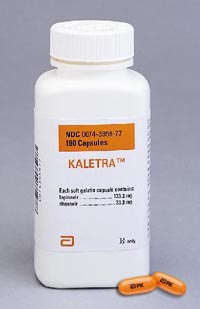 NDC 0074-3959-77
180 Capsules
KALETRA™
Each soft gelatin capsule contains:
lopinavir ............ 133.3 mg
ritonavir ............ 33.3 mg
℞ only
PK